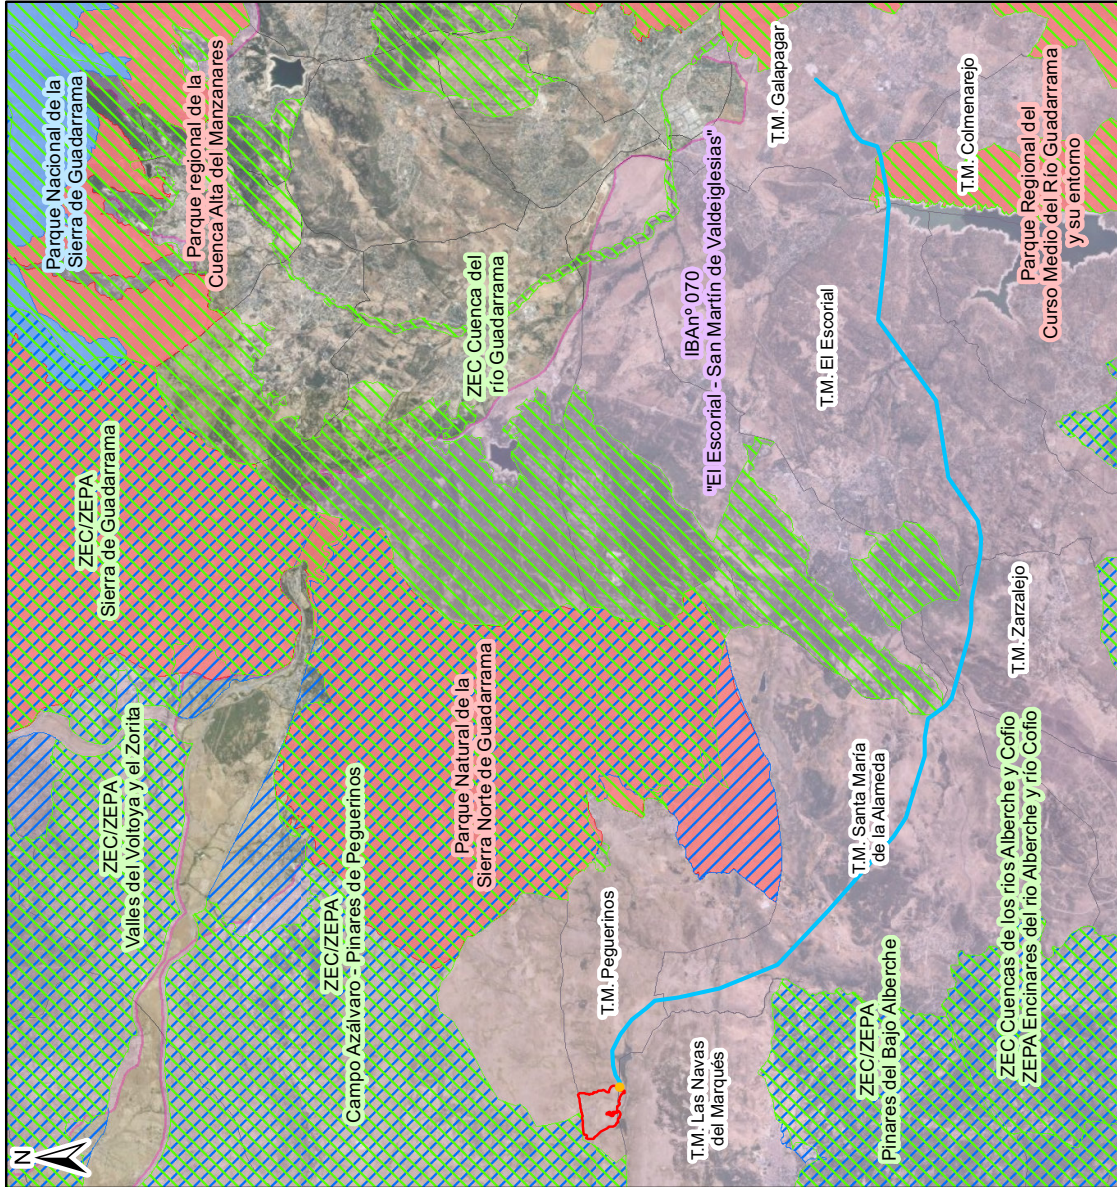 N
ZEC/ZEPA
Valles del Voltoya y el Zorita
ZEC/ZEPA
Sierra de Guadarrama
Parque Nacional de la
Sierra de Guadarrama
Parque regional de la
Cuenca Alta del Manzanares
ZEC/ZEPA
Campo Azálvaro - Pinares de Peguerinos
Parque Natural de la
Sierra Norte de Guadarrama
ZEC Cuenca del
río Guadarrama
T.M. Peguerinos
IBAnº 070
"El Escorial - San Martín de Valdeiglesias"
T.M. Galapagar
T.M. Las Navas
del Marqués
T.M. El Escorial
T.M. Santa María
de la Alameda
ZEC/ZEPA
Pinares del Bajo Alberche
T.M. Colmenarejo
T.M. Zarzalejo
ZEC Cuencas de los rios Alberche y Cofio
ZEPA Encinares del río Alberche y río Cofio
Parque Regional del
Curso Medio del Río Guadarrama
y su entorno